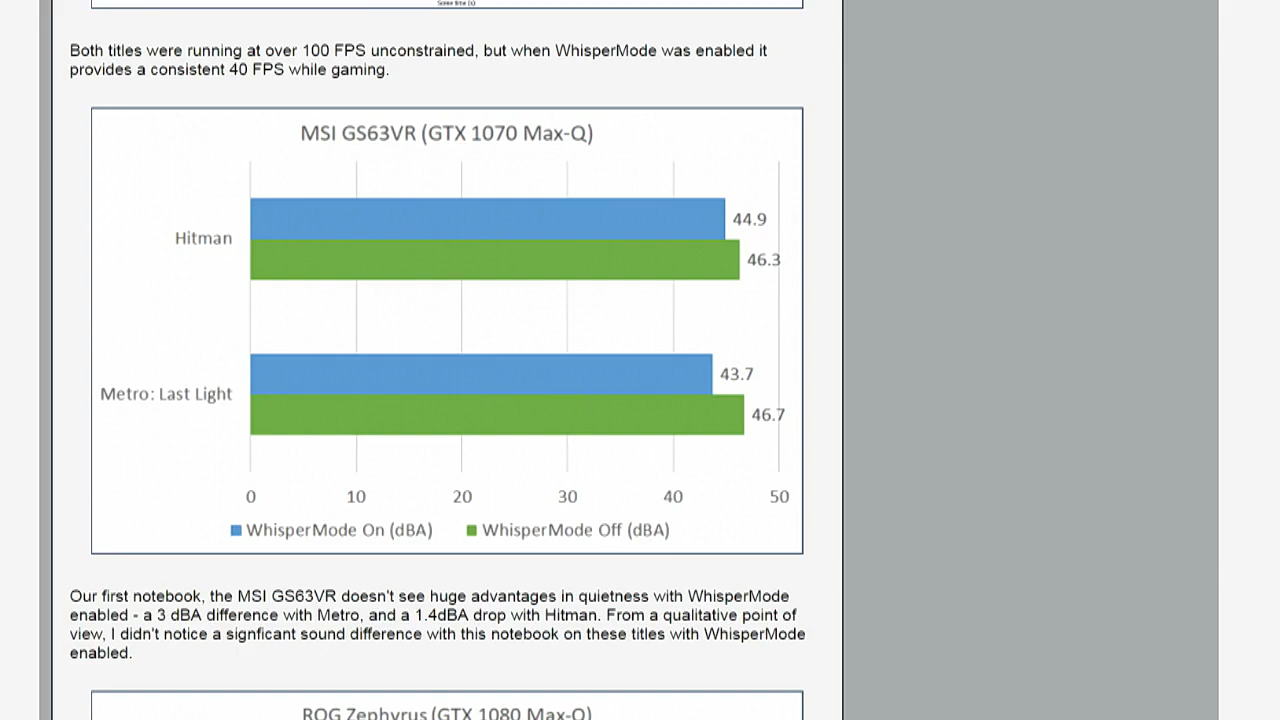 Some time (s)
Both titles were running at over 100 FPS unconstrained, but when WhisperMode was enabled it
provides a consistent 40 FPS while gaming.
MSI GS63VR (GTX 1070 Max-Q)
44.9
Hitman
46.3
43.7
Metro: Last Light
46.7
0 10 20 30 40 50
WhisperMode On (dBA) WhisperMode Off (dBA)
Our first notebook, the MSI GS63VR doesn't see huge advantages in quietness with WhisperMode
enabled - a 3 dBA difference with Metro, and a 1.4dBA drop with Hitman. From a qualitative point of
view, I didn't notice a signficant sound difference with this notebook on these titles with WhisperMode
enabled.
ROG Zephyrus (GTX 1080 Max-Q)